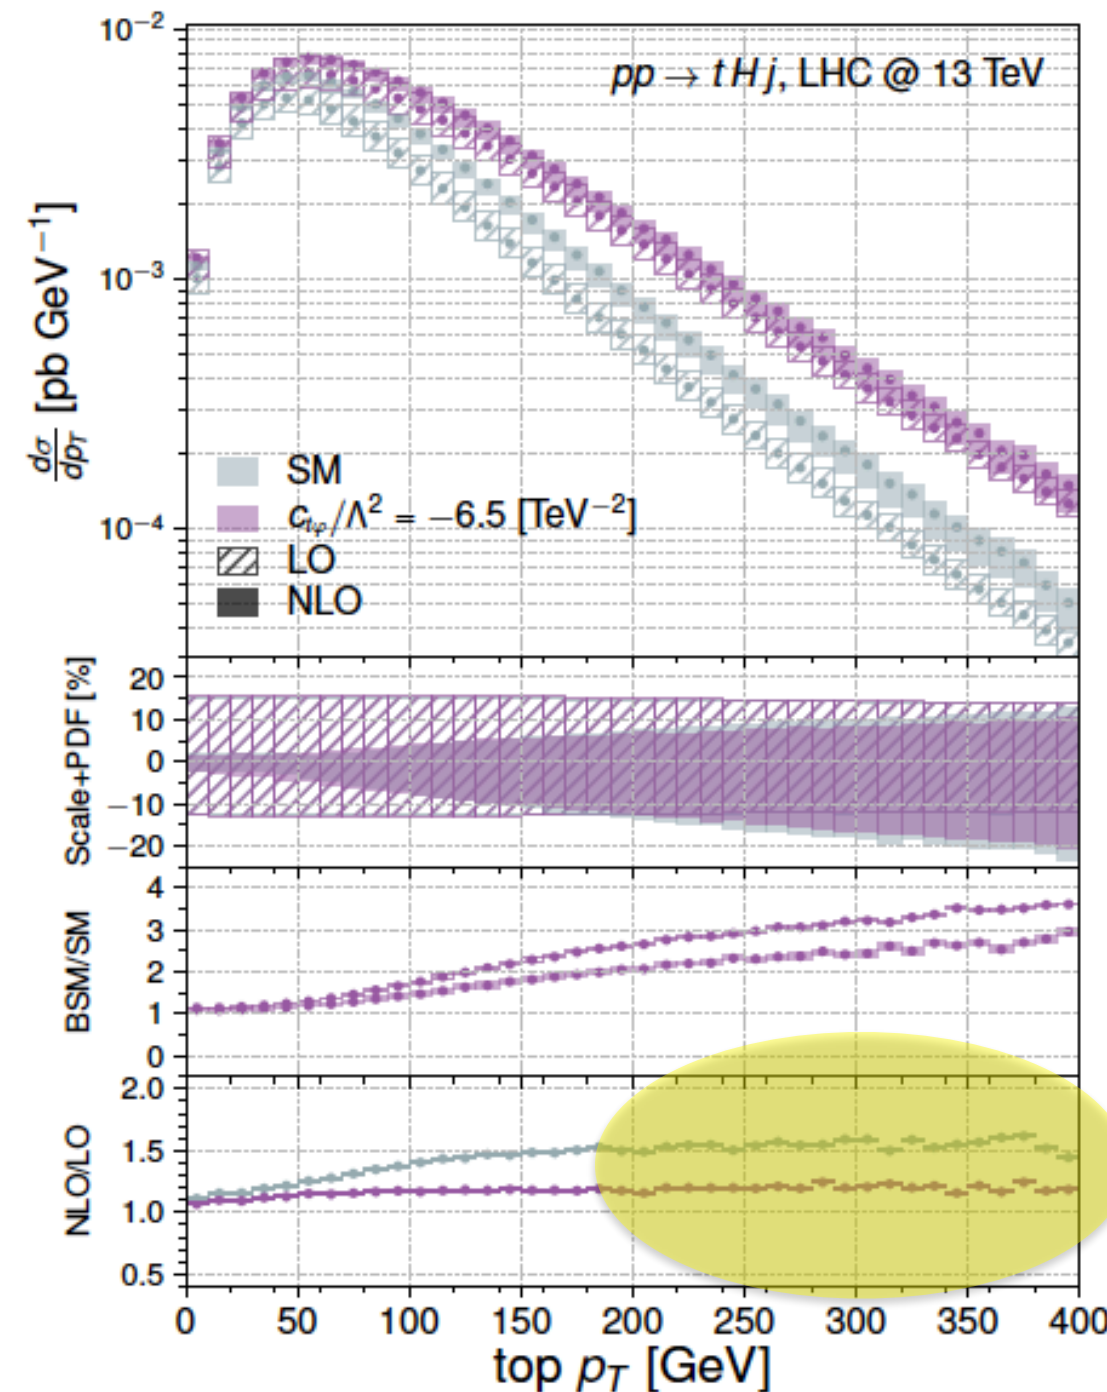 10⁻²
pp → t H j, LHC @ 13 TeV
10⁻³
dσ/dp_T [pb GeV⁻¹]
SM
c_tφ/Λ² = −6.5 [TeV⁻²]
10⁻⁴
LO
NLO
Scale+PDF [%]
20
10
0
−10
−20
BSM/SM
4
3
2
1
0
NLO/LO
2.0
1.5
1.0
0.5
0 50 100 150 200 250 300 350 400
top p_T [GeV]